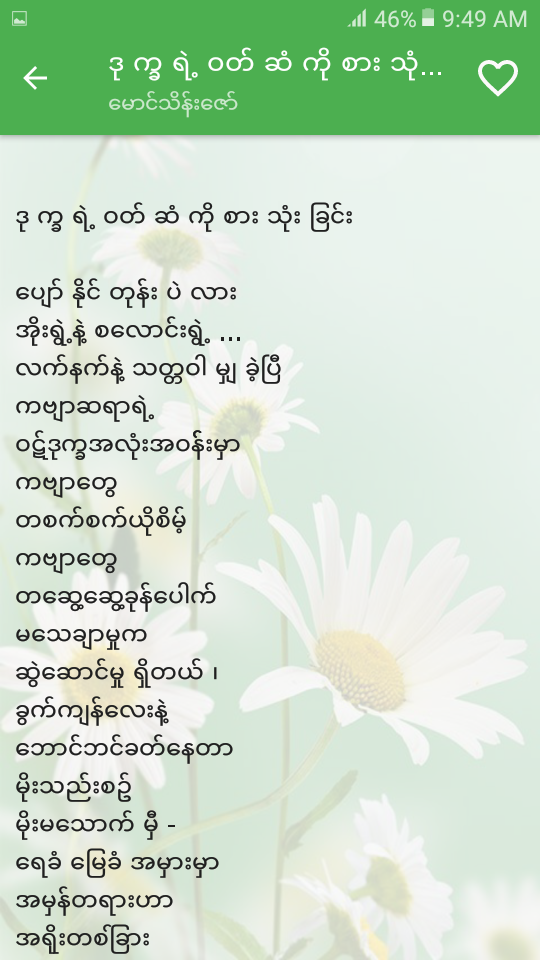 46% 9:49 AM
ဒု က္ခ ရဲ့ ဝတ် ဆံ ကို စား သုံ...
မောင်သိန်းဇော်
ဒု က္ခ ရဲ့ ဝတ် ဆံ ကို စား သုံး ခြင်း
ပျော် နိုင် တုန်း ပဲ လား
အိုးရွဲ့နဲ့ စလောင်းရွဲ့ ...
လက်နက်နဲ့ သတ္တဝါ မျှ ခဲ့ပြီ
ကဗျာဆရာရဲ့
ဝဋ်ဒုက္ခအလုံးအဝန်းမှာ
ကဗျာတွေ
တစက်စက်ယိုစိမ့်
ကဗျာတွေ
တဆွေ့ဆွေ့ခုန်ပေါက်
မသေချာမှုက
ဆွဲဆောင်မှု ရှိတယ် ၊
ခွက်ကျန်လေးနဲ့
ဘောင်ဘင်ခတ်နေတာ
မိုးသည်းစဥ်
မိုးမသောက် မှီ -
ရေခံ မြေခံ အမှားမှာ
အမှန်တရားဟာ
အရိုးတစ်ခြား